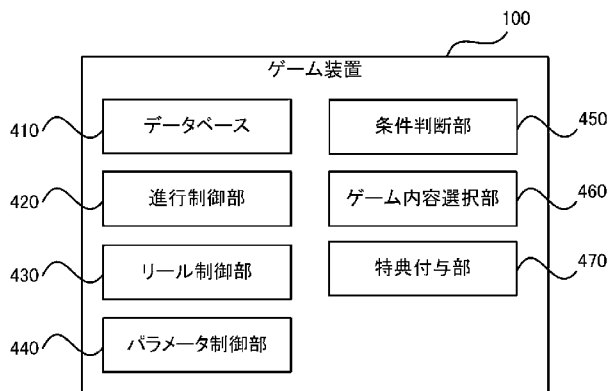 100
ゲーム装置
410
データベース
420
進行制御部
430
リール制御部
440
パラメータ制御部
条件判断部
450
ゲーム内容選択部
460
特典付与部
470